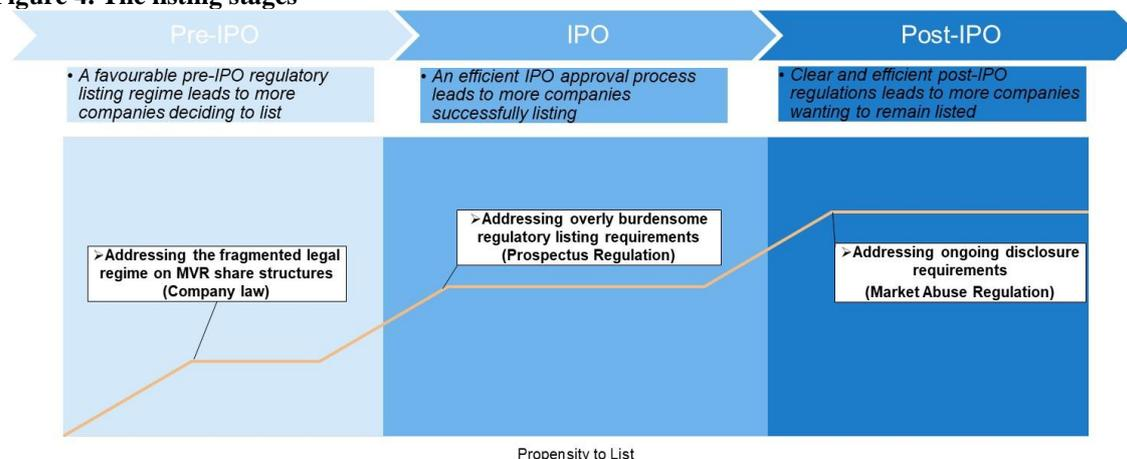 Figure 4: The listing stages
Pre-IPO
IPO
Post-IPO
• A favourable pre-IPO regulatory
listing regime leads to more
companies deciding to list
• An efficient IPO approval process
leads to more companies
successfully listing
• Clear and efficient post-IPO
regulations leads to more companies
wanting to remain listed
➢Addressing the fragmented legal
regime on MVR share structures
(Company law)
➢Addressing overly burdensome
regulatory listing requirements
(Prospectus Regulation)
➢Addressing ongoing disclosure
requirements
(Market Abuse Regulation)
Propensity to List